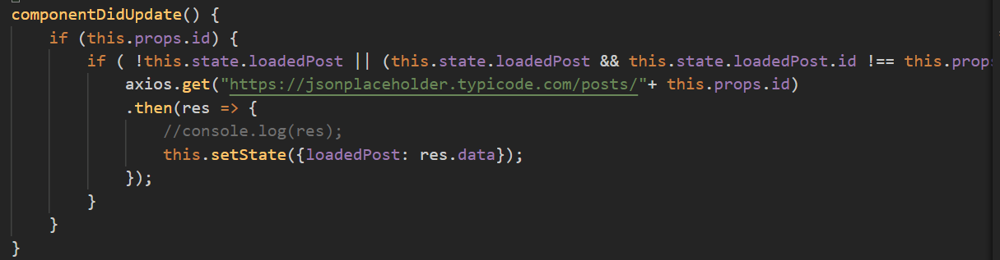 componentDidUpdate() {
if (this.props.id) {
if ( !this.state.loadedPost || (this.state.loadedPost && this.state.loadedPost.id !== this.prop
axios.get("https://jsonplaceholder.typicode.com/posts/"+ this.props.id)
.then(res => {
//console.log(res);
this.setState({loadedPost: res.data});
});
}
}
}